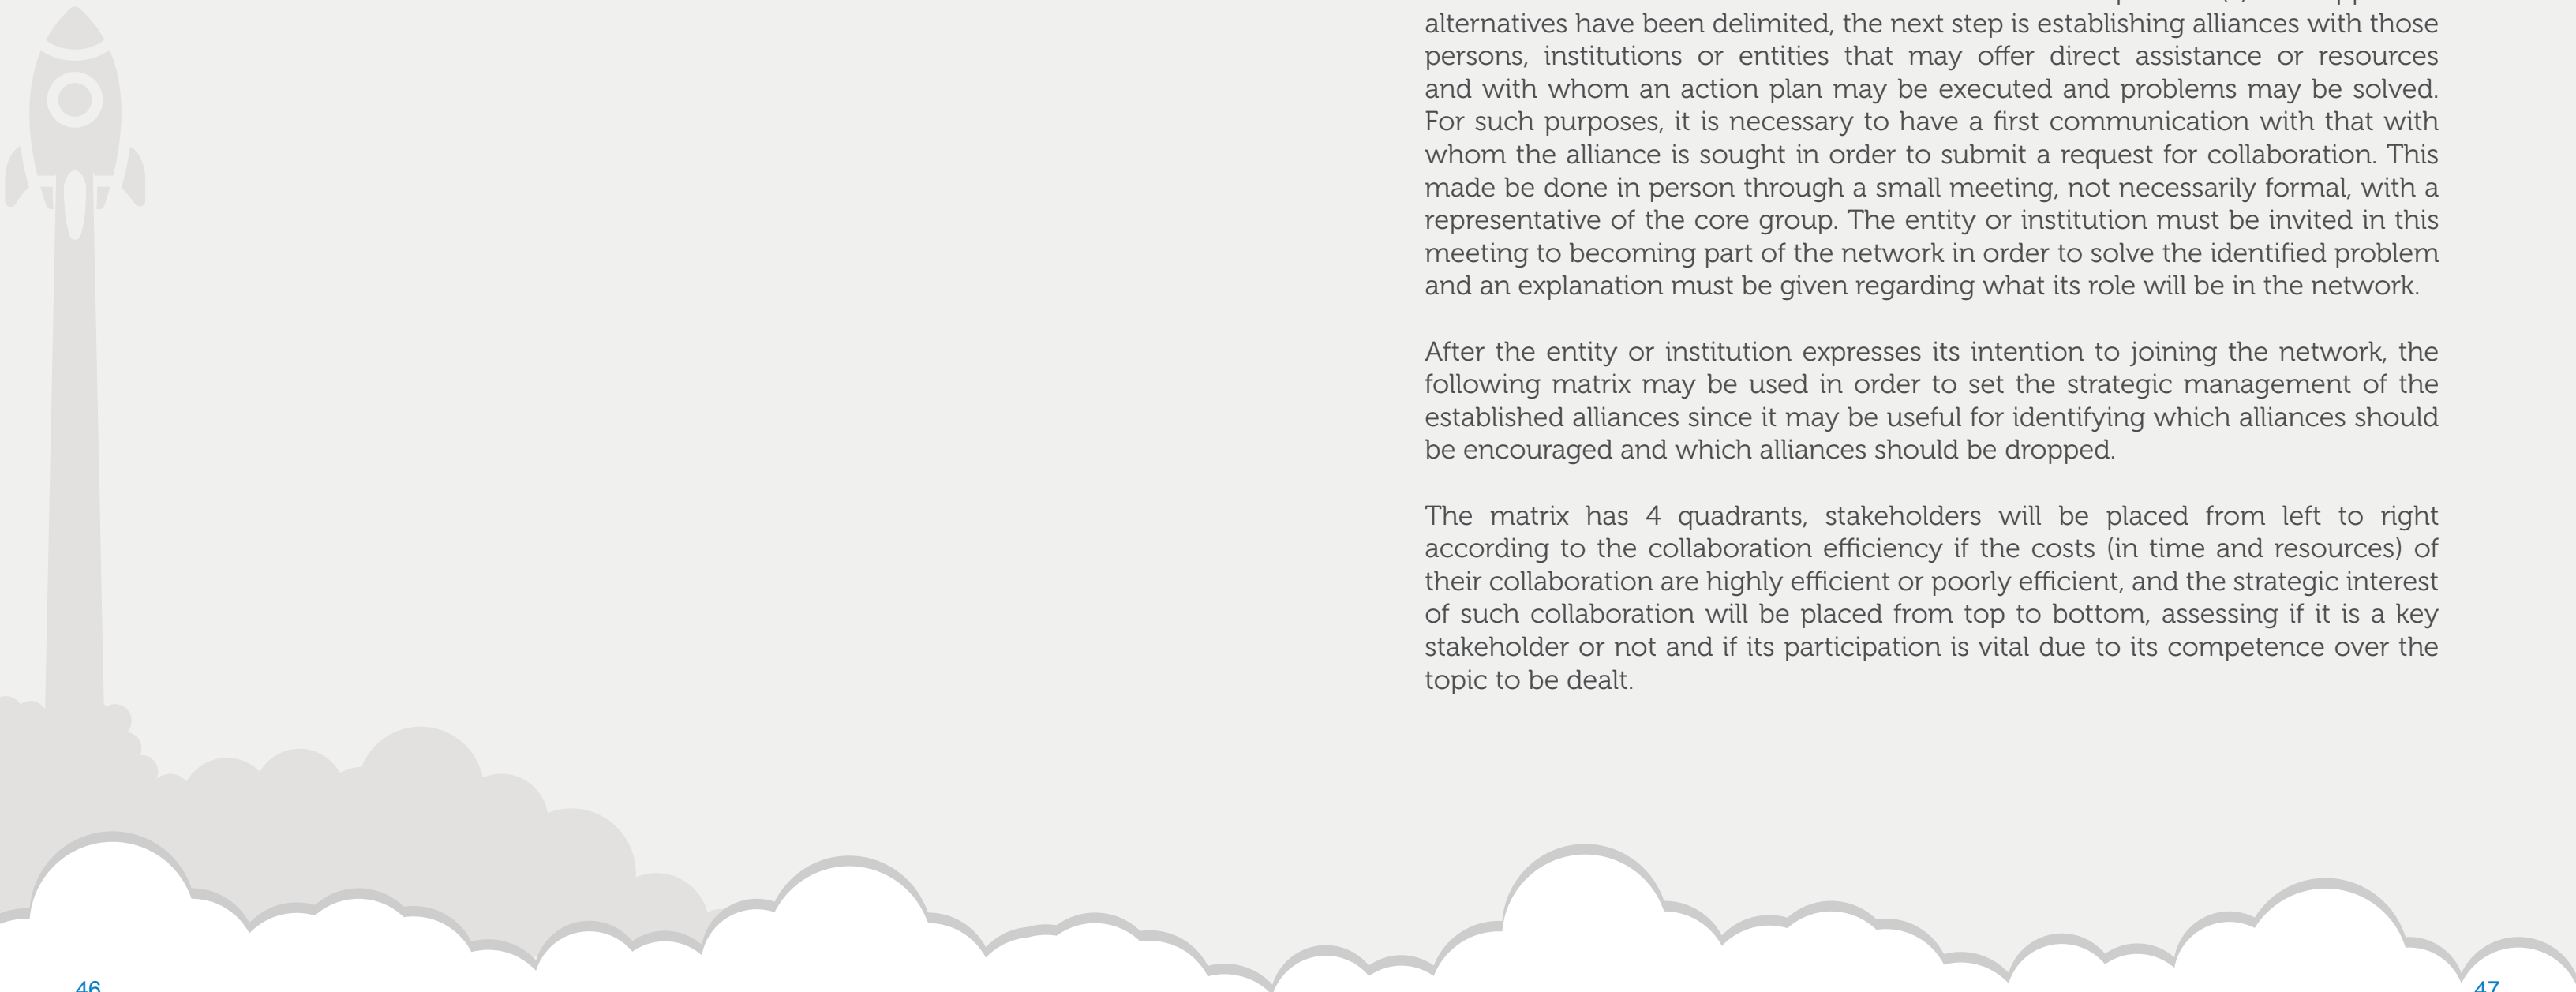 alternatives have been delimited, the next step is establishing alliances with those
persons, institutions or entities that may offer direct assistance or resources
and with whom an action plan may be executed and problems may be solved.
For such purposes, it is necessary to have a first communication with that with
whom the alliance is sought in order to submit a request for collaboration. This
made be done in person through a small meeting, not necessarily formal, with a
representative of the core group. The entity or institution must be invited in this
meeting to becoming part of the network in order to solve the identified problem
and an explanation must be given regarding what its role will be in the network.
After the entity or institution expresses its intention to joining the network, the
following matrix may be used in order to set the strategic management of the
established alliances since it may be useful for identifying which alliances should
be encouraged and which alliances should be dropped.
The matrix has 4 quadrants, stakeholders will be placed from left to right
according to the collaboration efficiency if the costs (in time and resources) of
their collaboration are highly efficient or poorly efficient, and the strategic interest
of such collaboration will be placed from top to bottom, assessing if it is a key
stakeholder or not and if its participation is vital due to its competence over the
topic to be dealt.
46
47